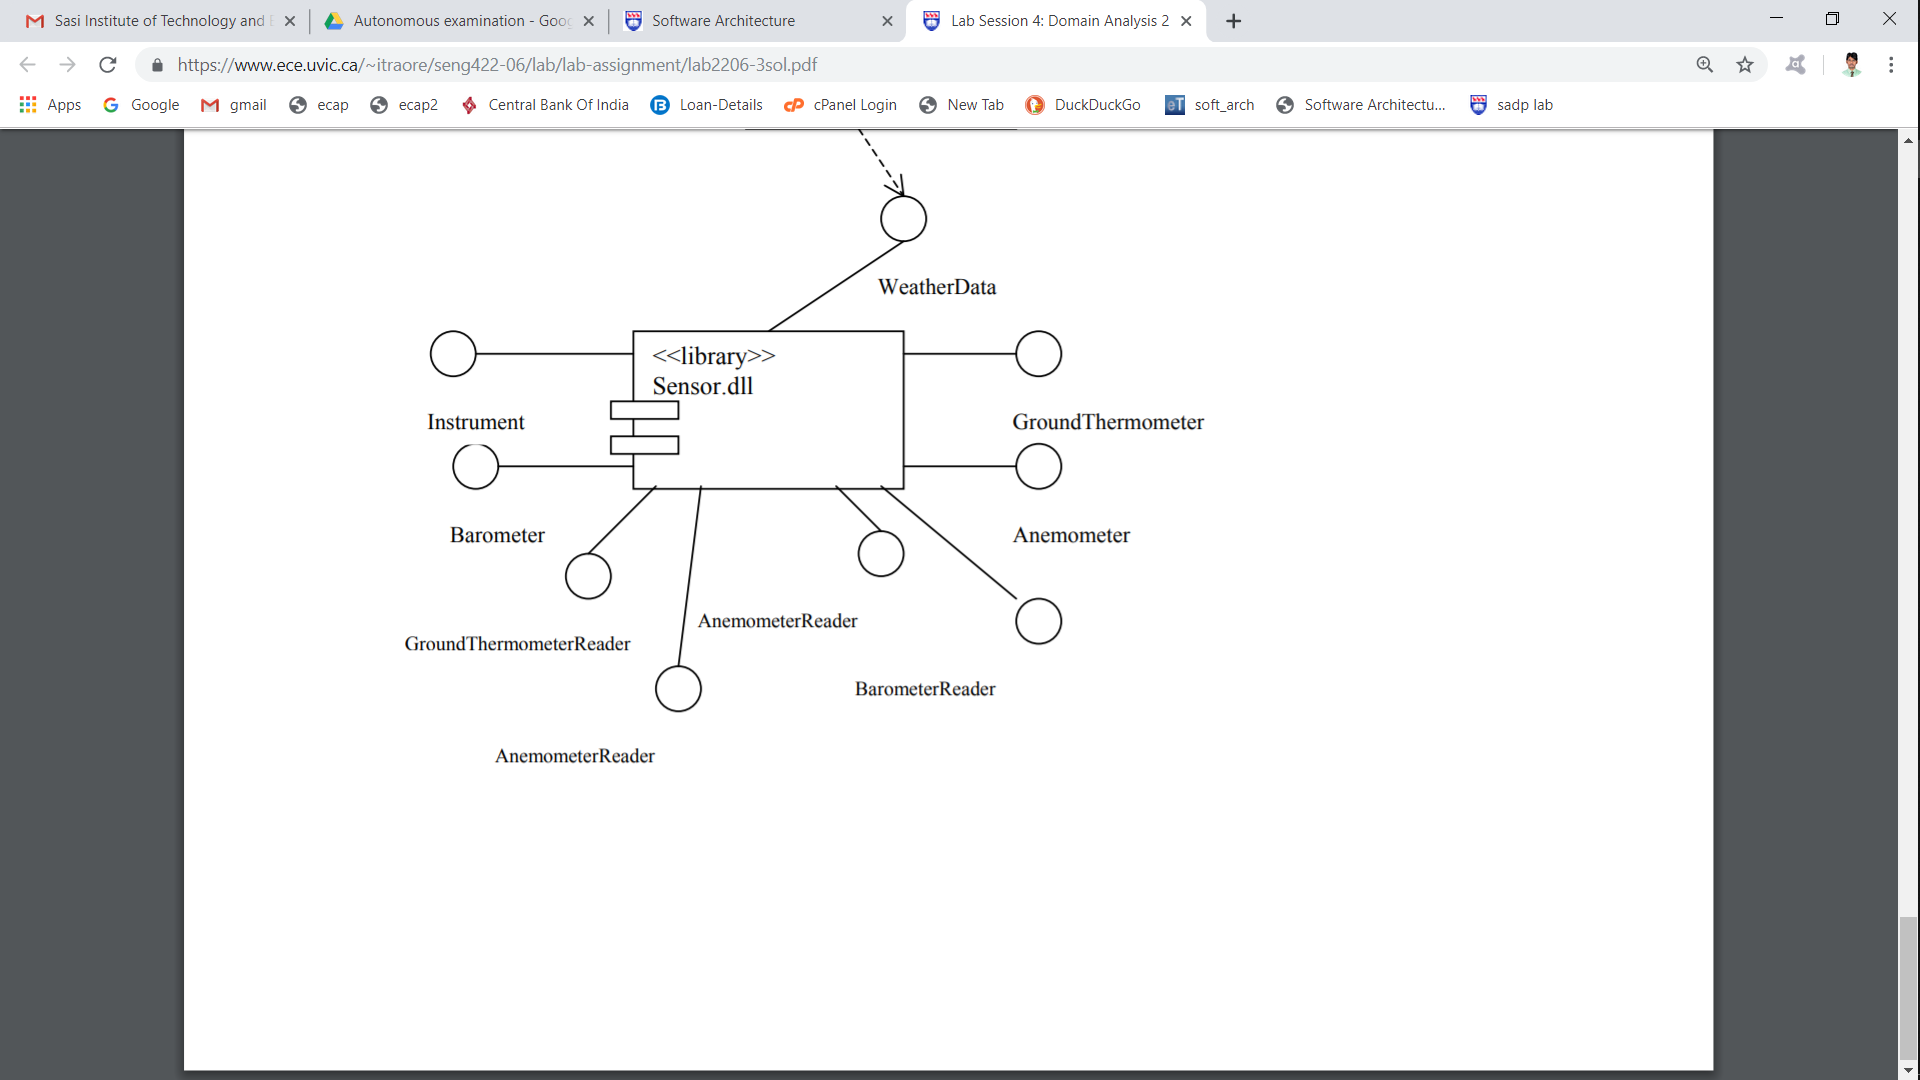 Sasi Institute of Technology and E
Autonomous examination - Goog
Software Architecture
Lab Session 4: Domain Analysis 2
https://www.ece.uvic.ca/~itraore/seng422-06/lab/lab-assignment/lab2206-3sol.pdf
Apps
Google
gmail
ecap
ecap2
Central Bank Of India
Loan-Details
cP
cPanel Login
New Tab
DuckDuckGo
eT
soft_arch
Software Architectu...
sadp lab
WeatherData
<<library>>
Sensor.dll
Instrument
GroundThermometer
Barometer
Anemometer
AnemometerReader
GroundThermometerReader
BarometerReader
AnemometerReader